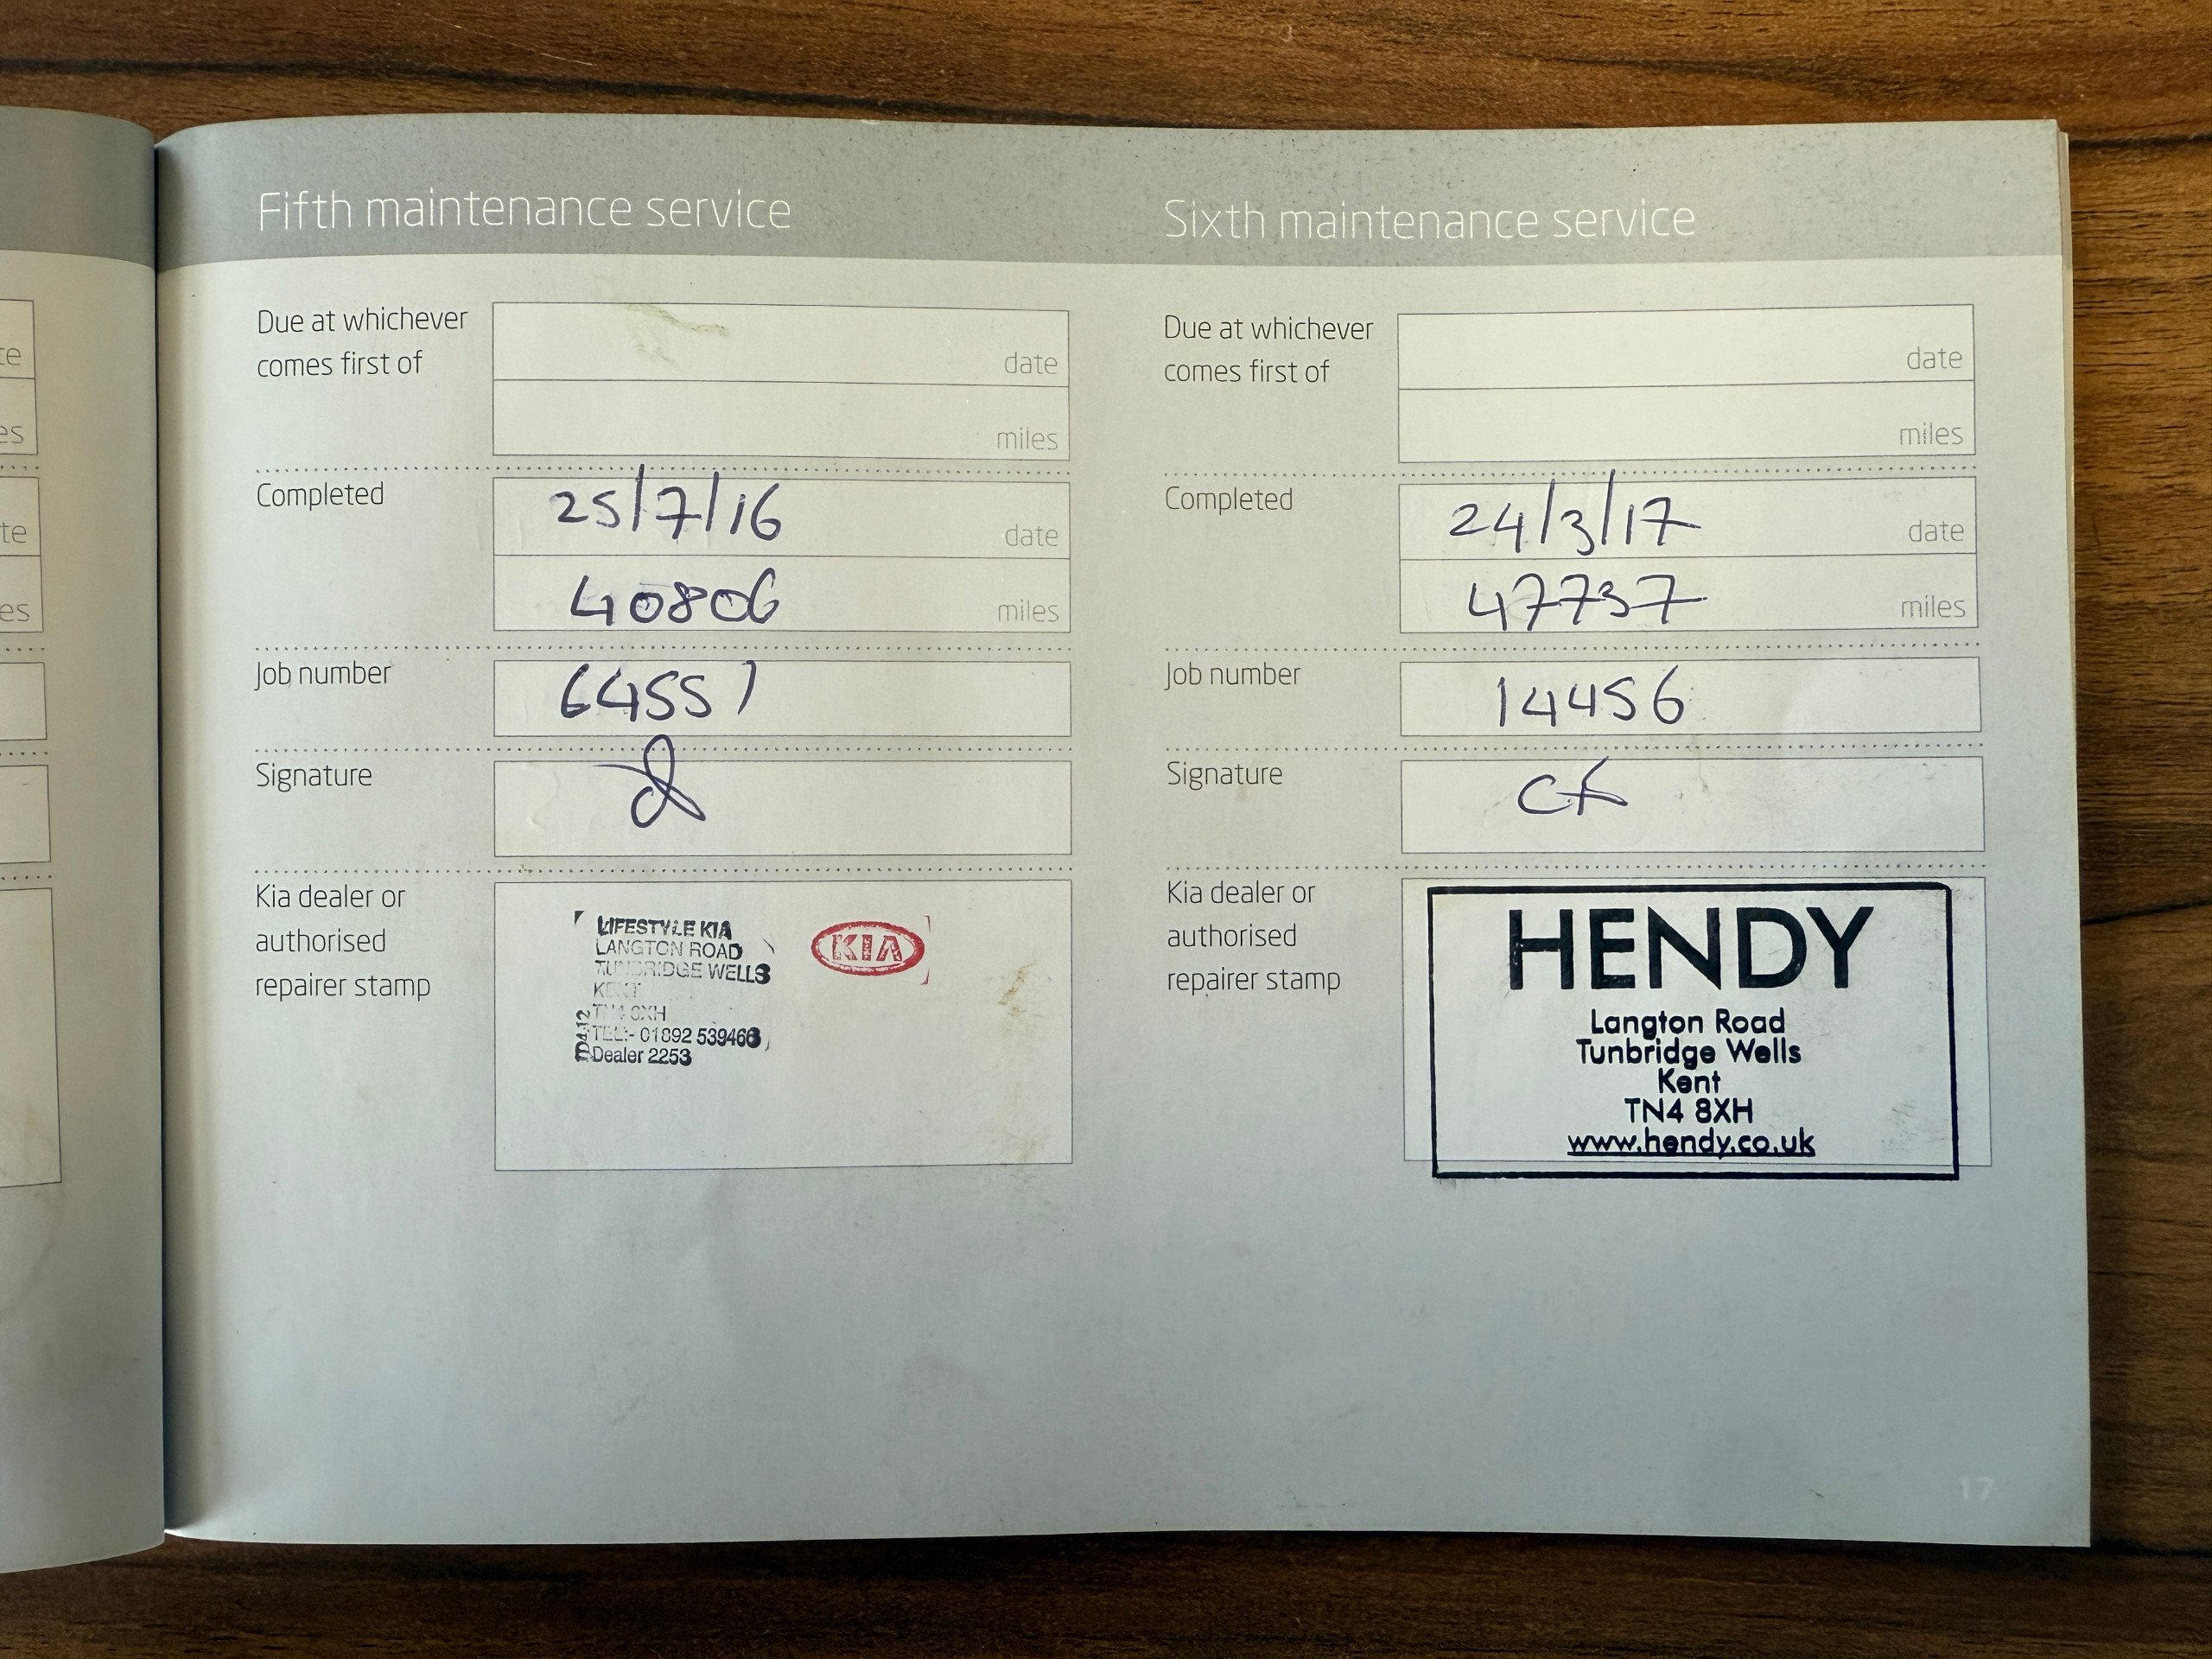 Fifth maintenance service
Due at whichever
comes first of
date
miles
Completed
25/7/16
date
40806
miles
Job number
64551
Signature
Kia dealer or
authorised
repairer stamp
LIFESTYLE KIA
LANGTON ROAD
TUNBRIDGE WELLS
KENT
TN4 8XH
TEL:- 01892 539466
Dealer 2253
KIA
Sixth maintenance service
Due at whichever
comes first of
date
miles
Completed
24/3/17
date
47737
miles
Job number
14456
Signature
Kia dealer or
authorised
repairer stamp
HENDY
Langton Road
Tunbridge Wells
Kent
TN4 8XH
www.hendy.co.uk
17